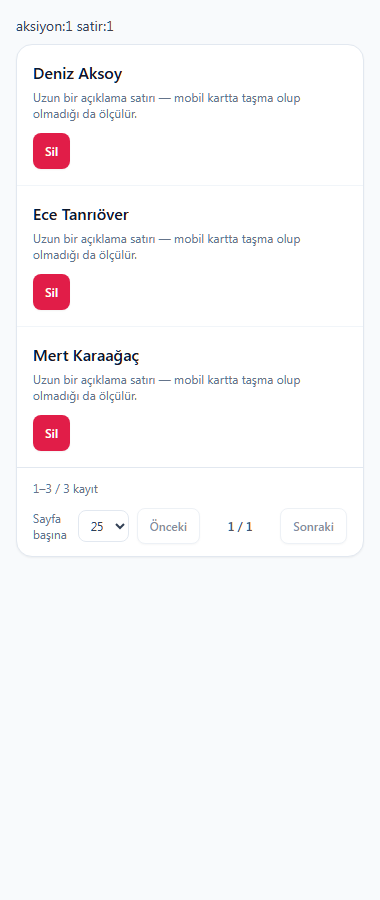 aksiyon:1 satir:1
Deniz Aksoy
Uzun bir açıklama satırı — mobil kartta taşma olup
olmadığı da ölçülür.
Sil
Ece Tanrıöver
Uzun bir açıklama satırı — mobil kartta taşma olup
olmadığı da ölçülür.
Sil
Mert Karaağaç
Uzun bir açıklama satırı — mobil kartta taşma olup
olmadığı da ölçülür.
Sil
1–3 / 3 kayıt
Sayfa
başına
25
Önceki
1 / 1
Sonraki